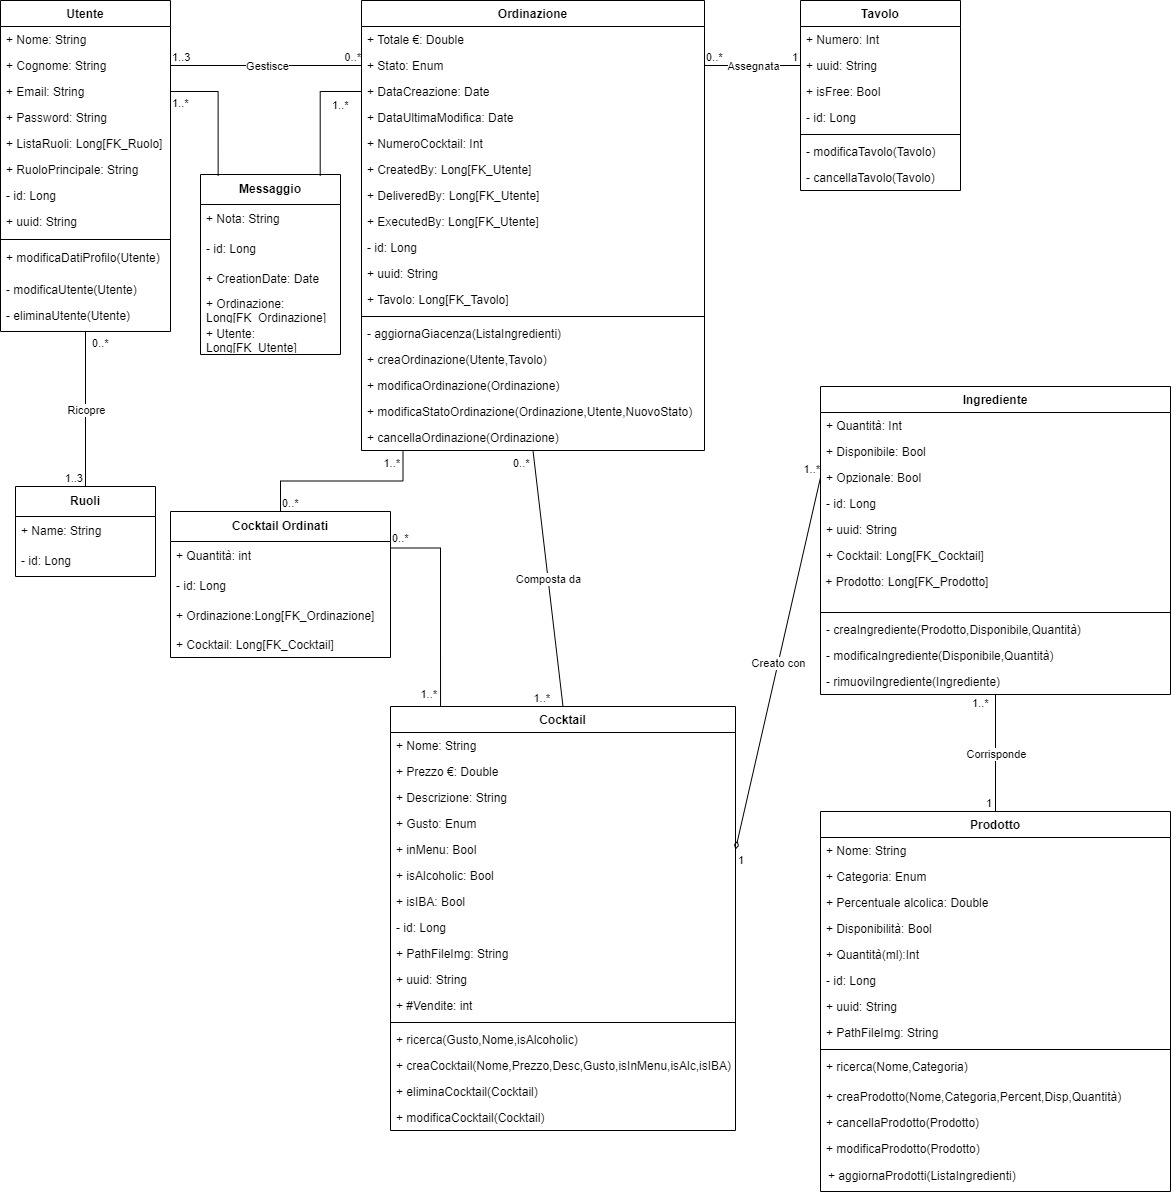 Utente
+ Nome: String
+ Cognome: String
+ Email: String
+ Password: String
+ ListaRuoli: Long[FK_Ruolo]
+ RuoloPrincipale: String
- id: Long
+ uuid: String
+ modificaDatiProfilo(Utente)
- modificaUtente(Utente)
- eliminaUtente(Utente)
1..3
Gestisce
0..*
1..*
1..*
Ordinazione
+ Totale €: Double
+ Stato: Enum
+ DataCreazione: Date
+ DataUltimaModifica: Date
+ NumeroCocktail: Int
+ CreatedBy: Long[FK_Utente]
+ DeliveredBy: Long[FK_Utente]
+ ExecutedBy: Long[FK_Utente]
- id: Long
+ uuid: String
+ Tavolo: Long[FK_Tavolo]
- aggiornaGiacenza(ListaIngredienti)
+ creaOrdinazione(Utente,Tavolo)
+ modificaOrdinazione(Ordinazione)
+ modificaStatoOrdinazione(Ordinazione,Utente,NuovoStato)
+ cancellaOrdinazione(Ordinazione)
0..*
Assegnata
1
Tavolo
+ Numero: Int
+ uuid: String
+ isFree: Bool
- id: Long
- modificaTavolo(Tavolo)
- cancellaTavolo(Tavolo)
Messaggio
+ Nota: String
- id: Long
+ CreationDate: Date
+ Ordinazione:
Long[FK_Ordinazione]
+ Utente:
Long[FK_Utente]
0..*
Ricopre
1..3
Ruoli
+ Name: String
- id: Long
1..*
0..*
Cocktail Ordinati
+ Quantità: int
- id: Long
+ Ordinazione:Long[FK_Ordinazione]
+ Cocktail: Long[FK_Cocktail]
0..*
1..*
0..*
Composta da
1..*
Ingrediente
+ Quantità: Int
+ Disponibile: Bool
+ Opzionale: Bool
- id: Long
+ uuid: String
+ Cocktail: Long[FK_Cocktail]
+ Prodotto: Long[FK_Prodotto]
- creaIngrediente(Prodotto,Disponibile,Quantità)
- modificaIngrediente(Disponibile,Quantità)
- rimuoviIngrediente(Ingrediente)
1..*
Creato con
1
Cocktail
+ Nome: String
+ Prezzo €: Double
+ Descrizione: String
+ Gusto: Enum
+ inMenu: Bool
+ isAlcoholic: Bool
+ isIBA: Bool
- id: Long
+ PathFileImg: String
+ uuid: String
+ #Vendite: int
+ ricerca(Gusto,Nome,isAlcoholic)
+ creaCocktail(Nome,Prezzo,Desc,Gusto,isInMenu,isAlc,isIBA)
+ eliminaCocktail(Cocktail)
+ modificaCocktail(Cocktail)
1..*
Corrisponde
1
Prodotto
+ Nome: String
+ Categoria: Enum
+ Percentuale alcolica: Double
+ Disponibilità: Bool
+ Quantità(ml):Int
- id: Long
+ uuid: String
+ PathFileImg: String
+ ricerca(Nome,Categoria)
+ creaProdotto(Nome,Categoria,Percent,Disp,Quantità)
+ cancellaProdotto(Prodotto)
+ modificaProdotto(Prodotto)
+ aggiornaProdotti(ListaIngredienti)